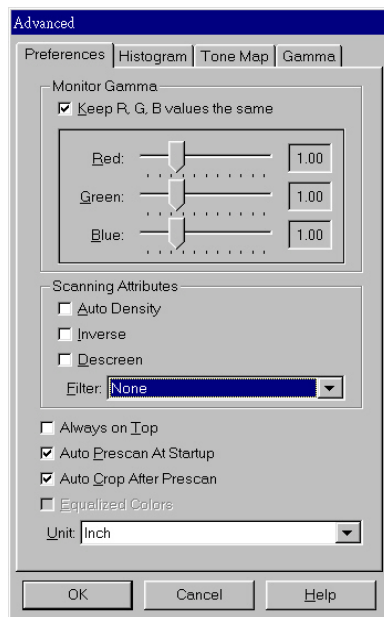 Advanced
Preferences Histogram Tone Map Gamma
Monitor Gamma
Keep R, G, B values the same
Red: 1.00
Green: 1.00
Blue: 1.00
Scanning Attributes
Auto Density
Inverse
Descreen
Filter: None
Always on Top
Auto Prescan At Startup
Auto Crop After Prescan
Equalized Colors
Unit: Inch
OK Cancel Help